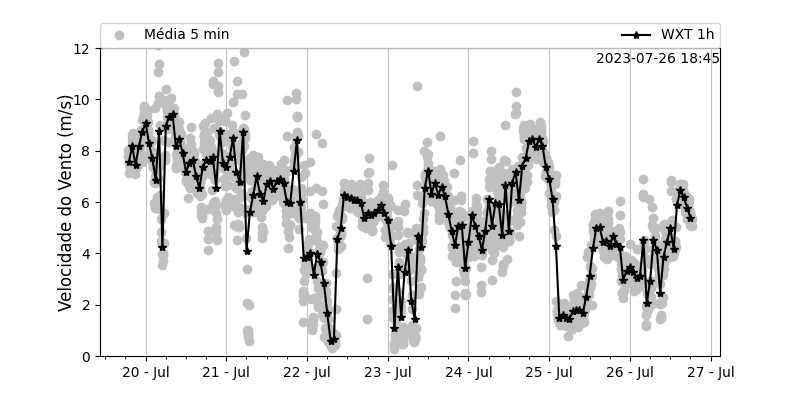 Média 5 min
WXT 1h
2023-07-26 18:45
Velocidade do Vento (m/s)
12
10
8
6
4
2
0
20 - Jul
21 - Jul
22 - Jul
23 - Jul
24 - Jul
25 - Jul
26 - Jul
27 - Jul